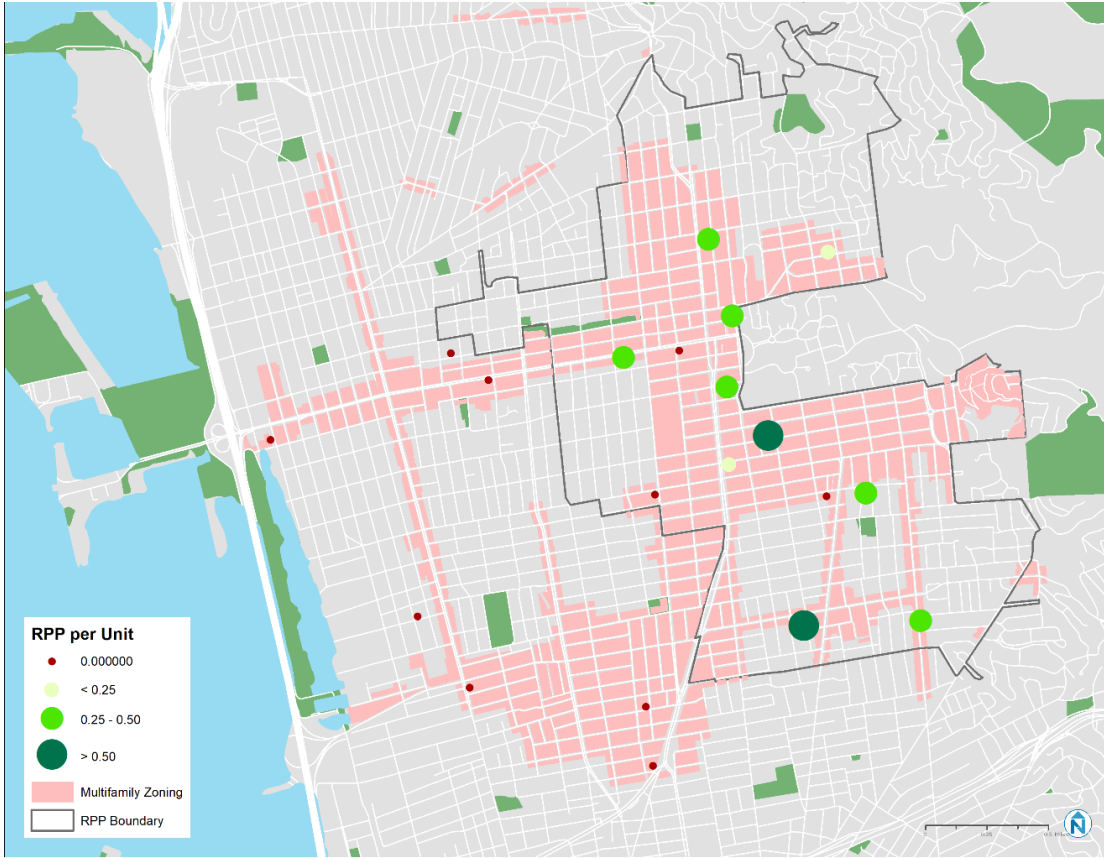 RPP per Unit
0.000000
< 0.25
0.25 - 0.50
> 0.50
Multifamily Zoning
RPP Boundary
N